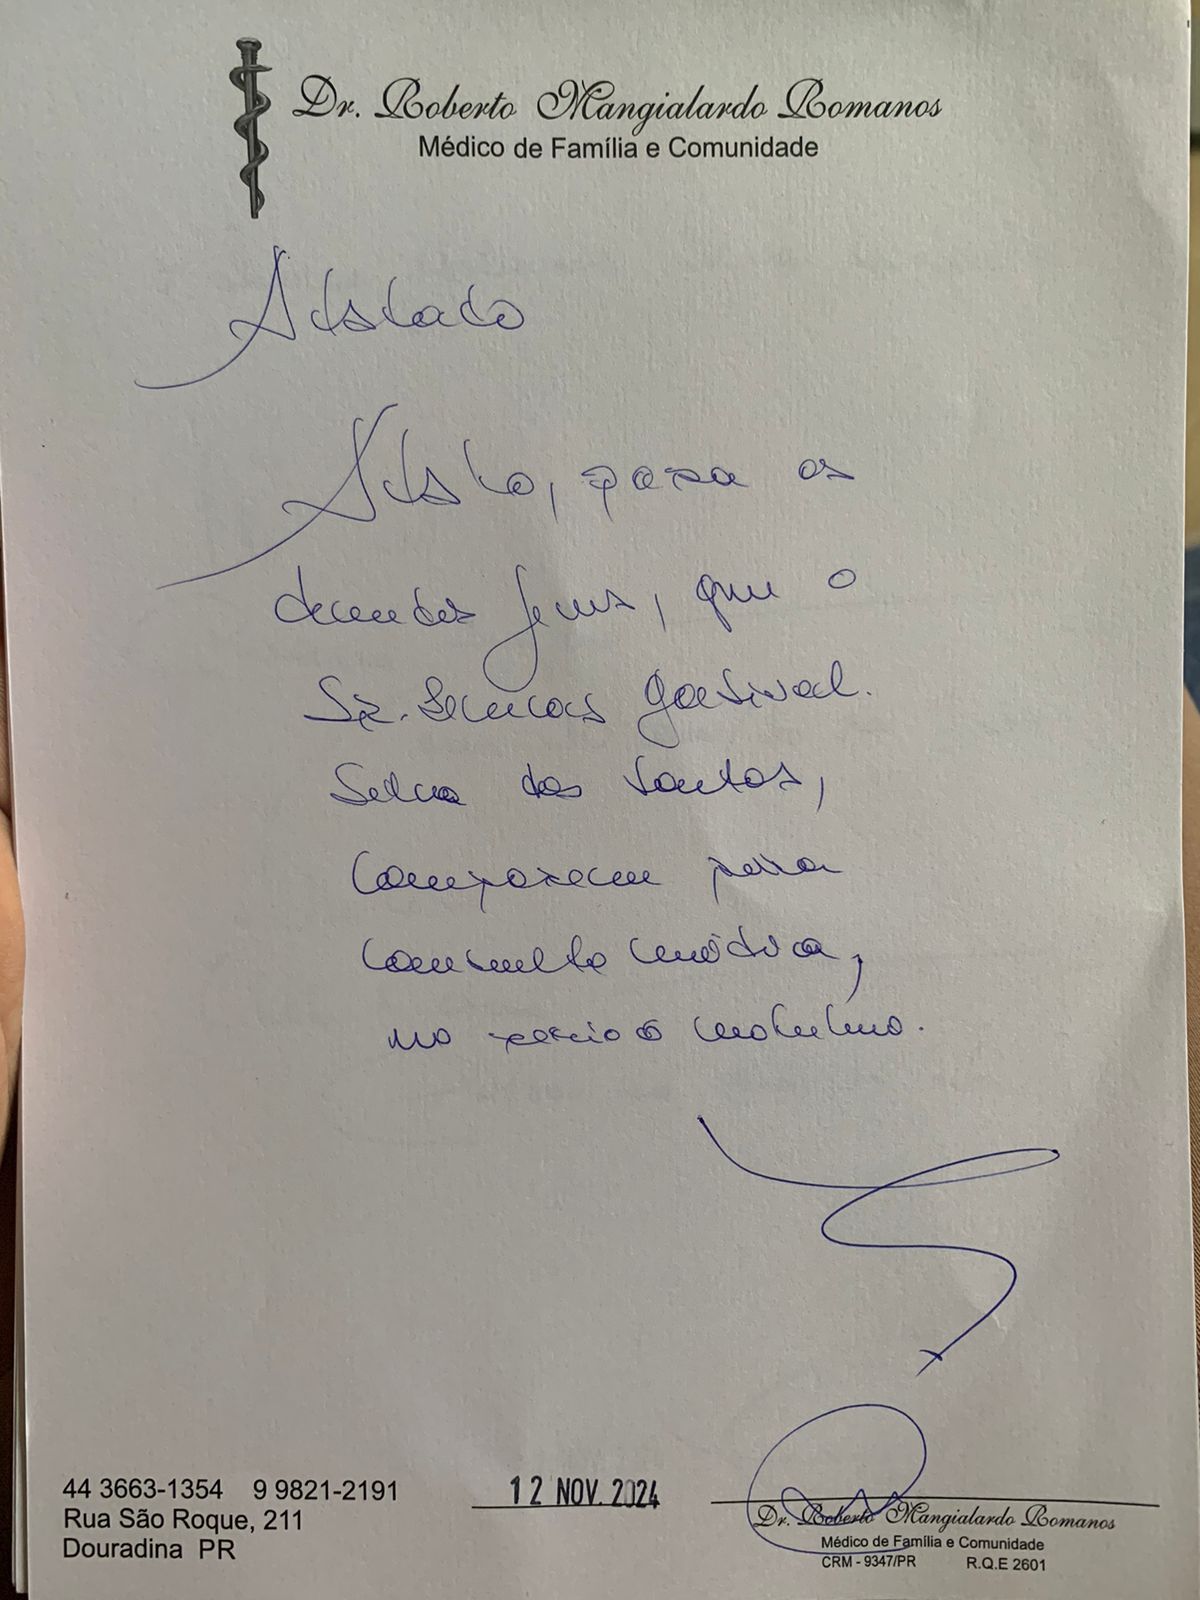 Dr. Roberto Mangialardo Romanos
Médico de Família e Comunidade
Atestado
Atesto, para os
devidos fins, que o
Sr.
Silva dos Santos,
compareceu para
consulta médica,
no período matutino.
44 3663-1354 9 9821-2191
Rua São Roque, 211
Douradina PR
12 NOV. 2024
Dr. Roberto Mangialardo Romanos
Médico de Família e Comunidade
CRM - 9347/PR R.Q.E 2601